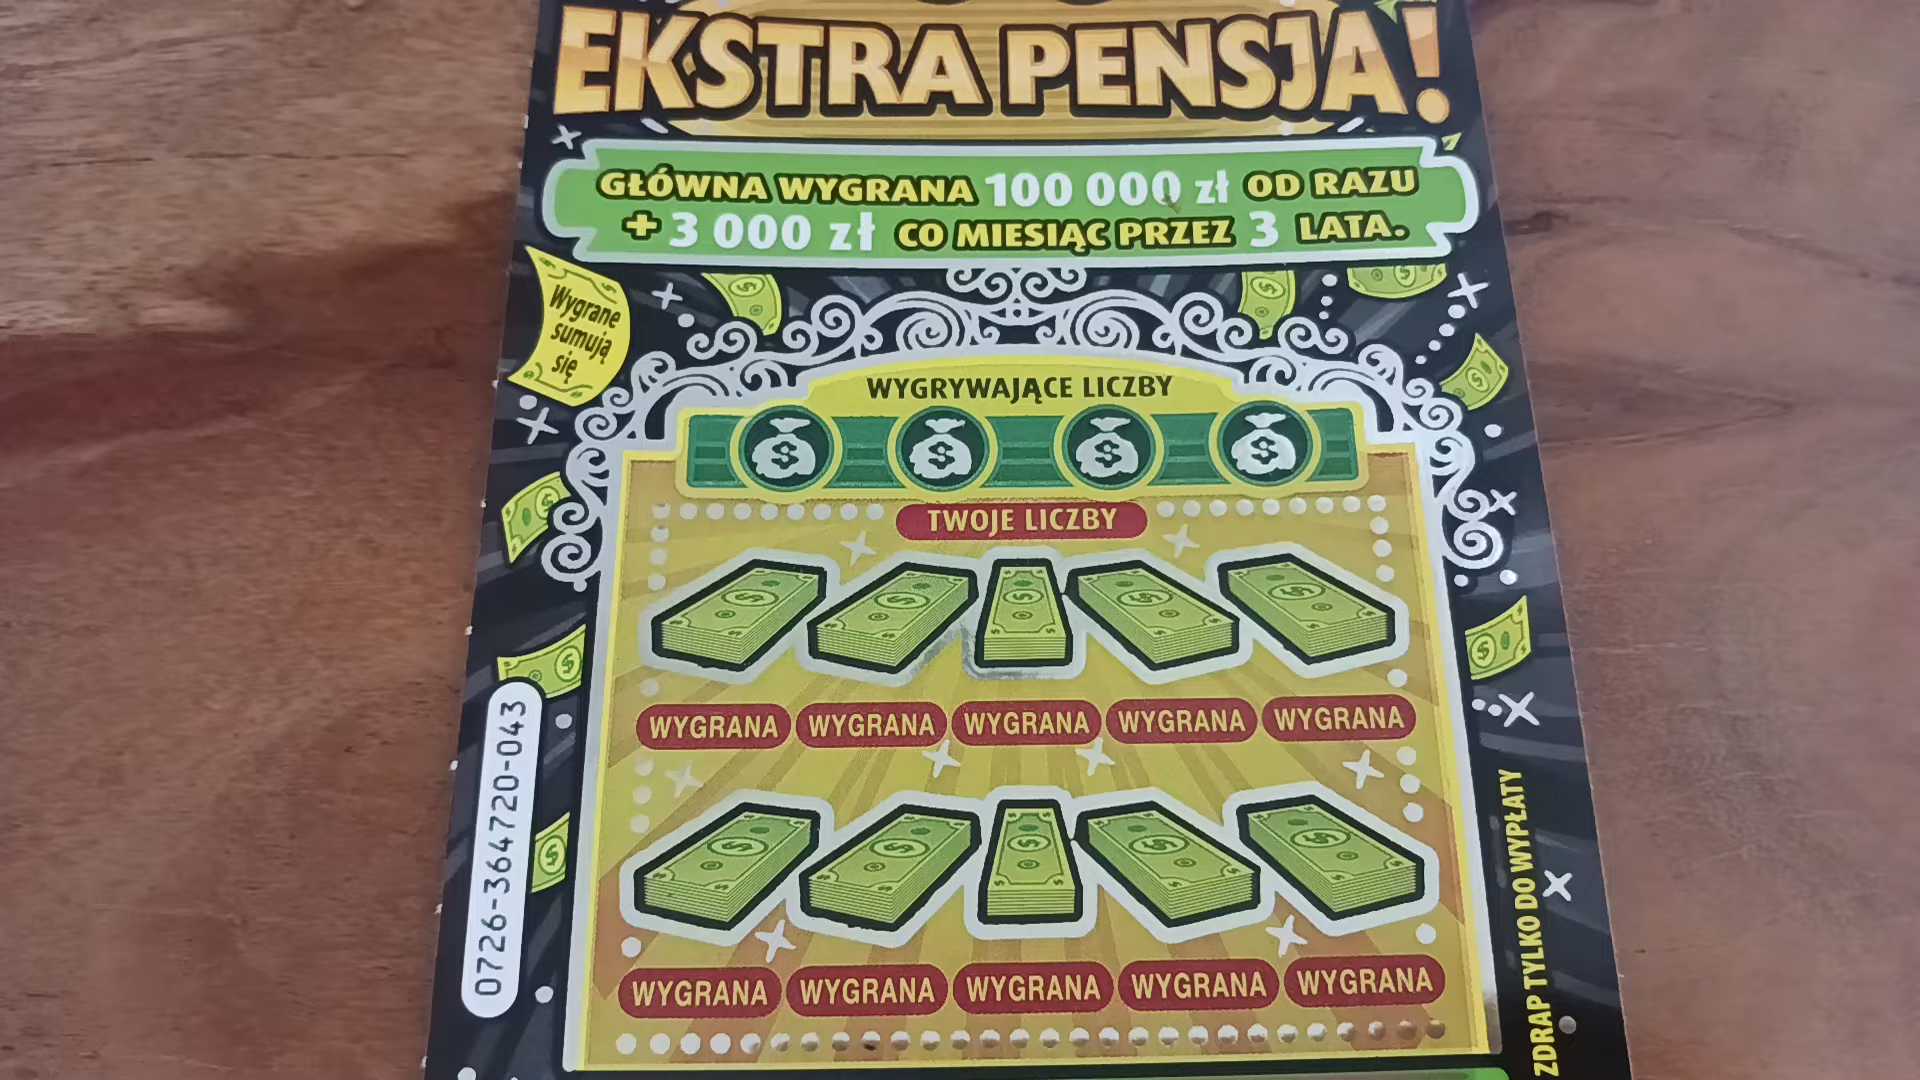 EKSTRA PENSJA!
GŁÓWNA WYGRANA 100 000 zł OD RAZU
+ 3 000 zł CO MIESIĄC PRZEZ 3 LATA.
Wygrane
sumują
się
WYGRYWAJĄCE LICZBY
TWOJE LICZBY
WYGRANA WYGRANA WYGRANA WYGRANA WYGRANA
WYGRANA WYGRANA WYGRANA WYGRANA WYGRANA
0726-364720-043
ZDRAP TYLKO DO WYPŁATY